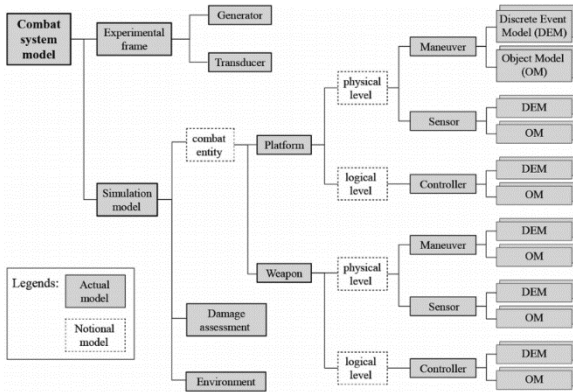 Combat
system
model
Experimental
frame
Generator
Transducer
Simulation
model
combat
entity
Platform
physical
level
Maneuver
Discrete Event
Model (DEM)
Object Model
(OM)
Sensor
DEM
OM
logical
level
Controller
DEM
OM
Weapon
physical
level
Maneuver
DEM
OM
Sensor
DEM
OM
logical
level
Controller
DEM
OM
Damage
assessment
Environment
Legends:
Actual
model
Notional
model